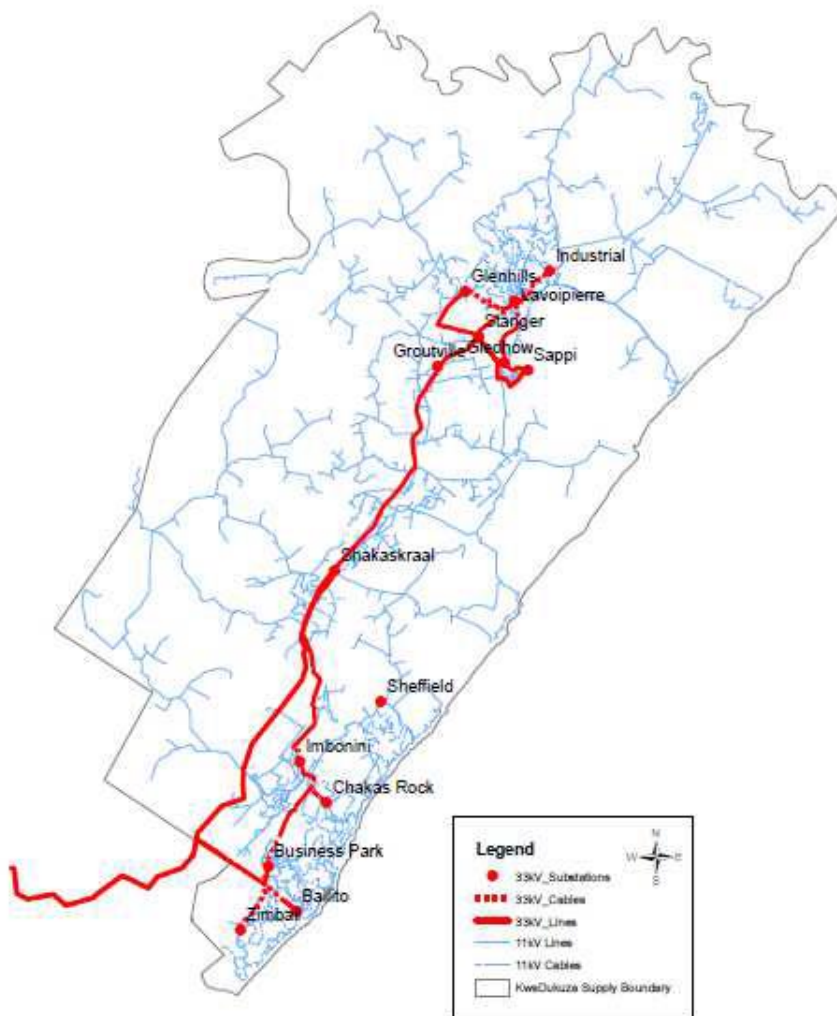 Industrial
Glenhills
Lavoipierre
Stanger
Groutville
Gledhow
Sappi
Shakaskraal
Sheffield
Imbonini
Chakas Rock
Business Park
Ballito
Zimbali
Legend
N
W E
S
33kV_Substations
33kV_Cables
33kV_Lines
11kV Lines
11kV Cables
KwaDukuza Supply Boundary